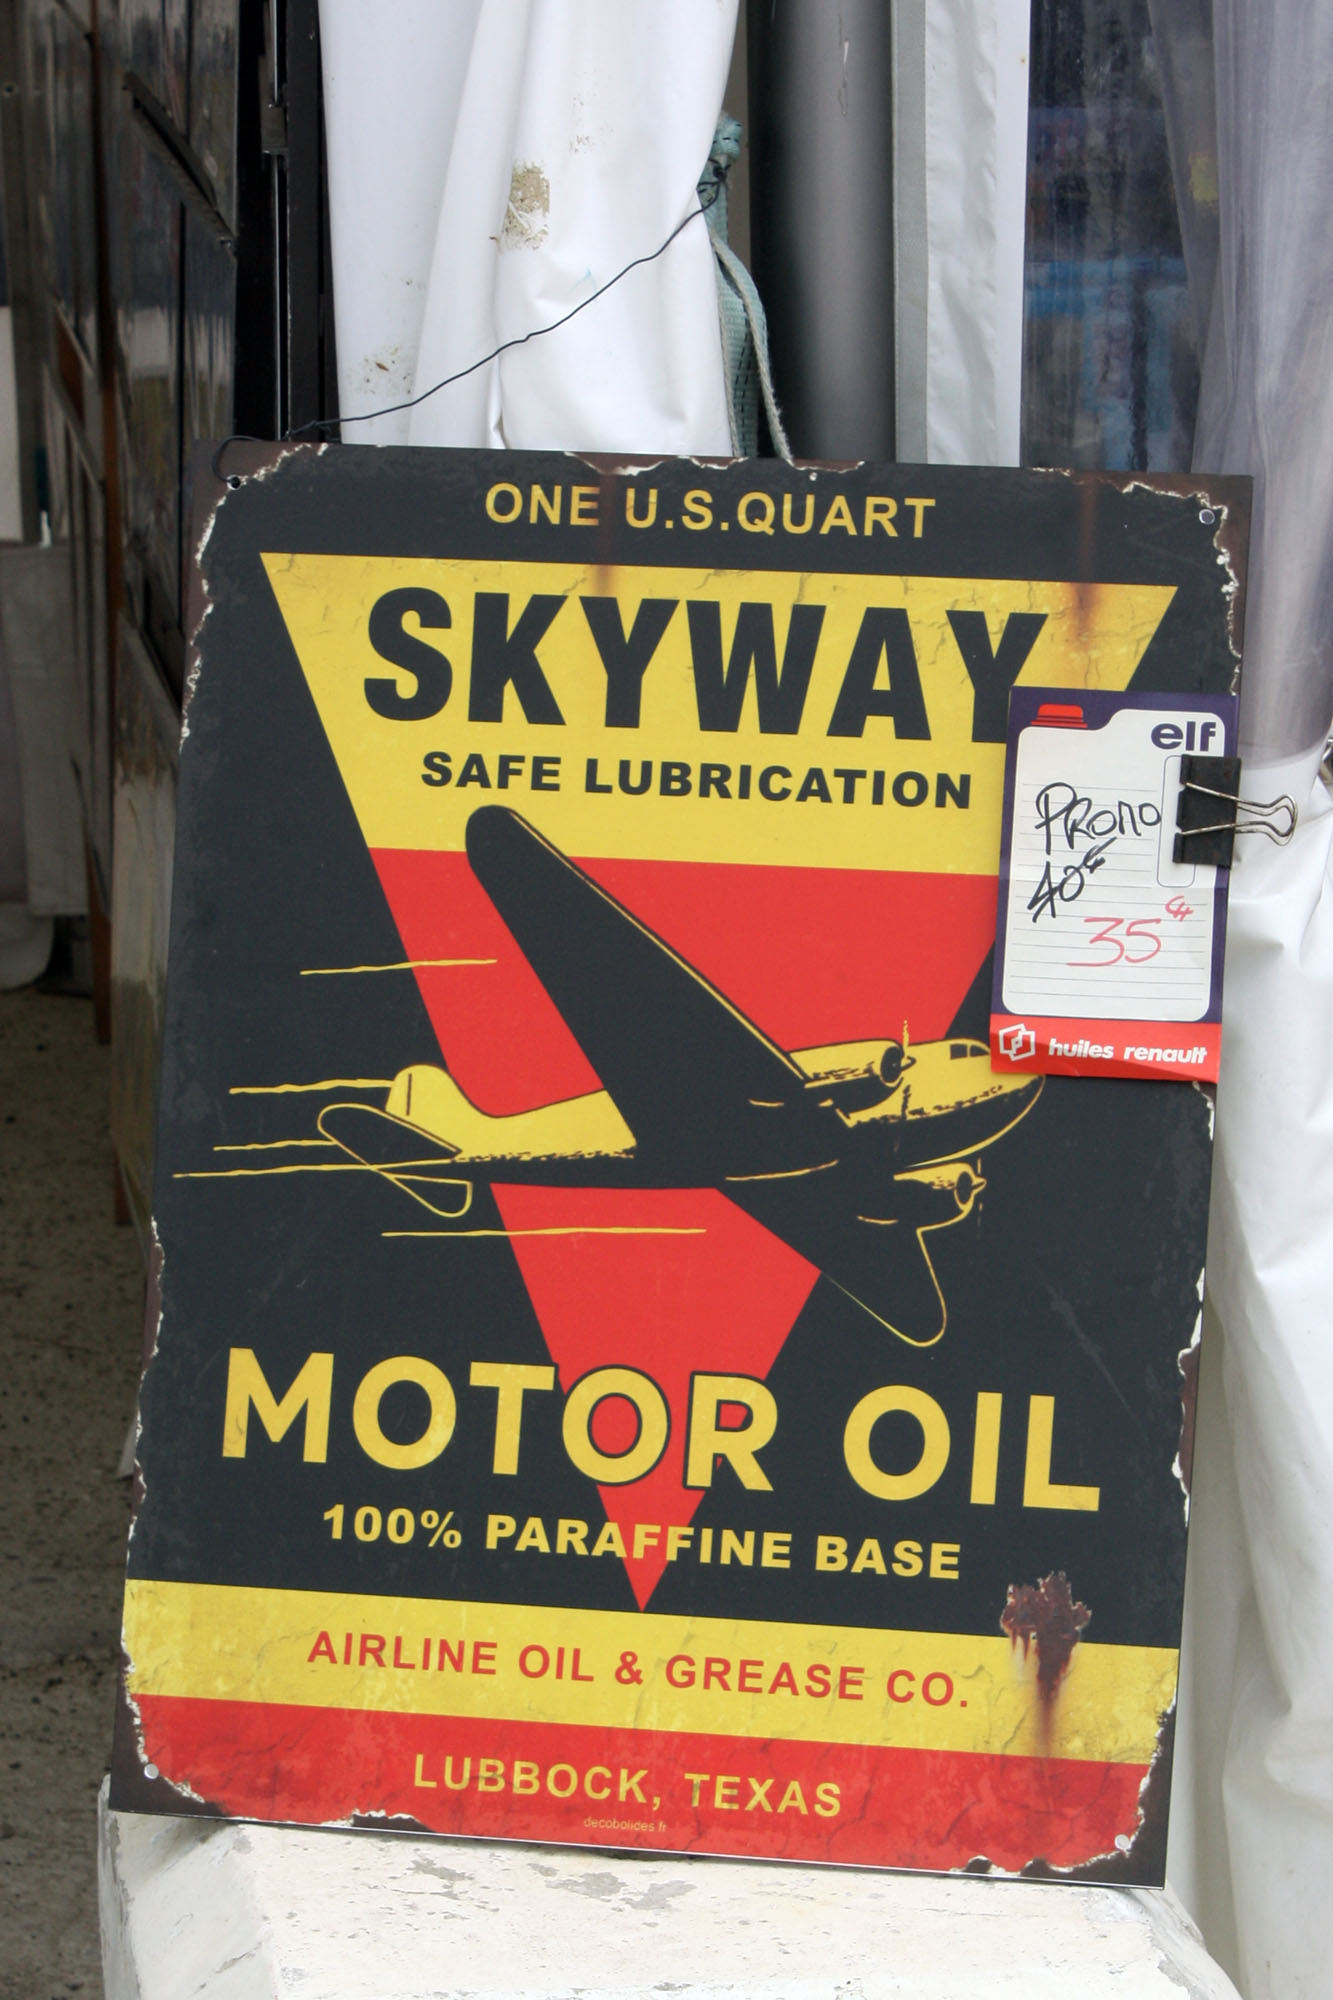 ONE U.S.QUART
SKYWAY
SAFE LUBRICATION
elf
PROMO
40€
35€
huiles renault
MOTOR OIL
100% PARAFFINE BASE
AIRLINE OIL & GREASE CO.
LUBBOCK, TEXAS
decobolides.fr